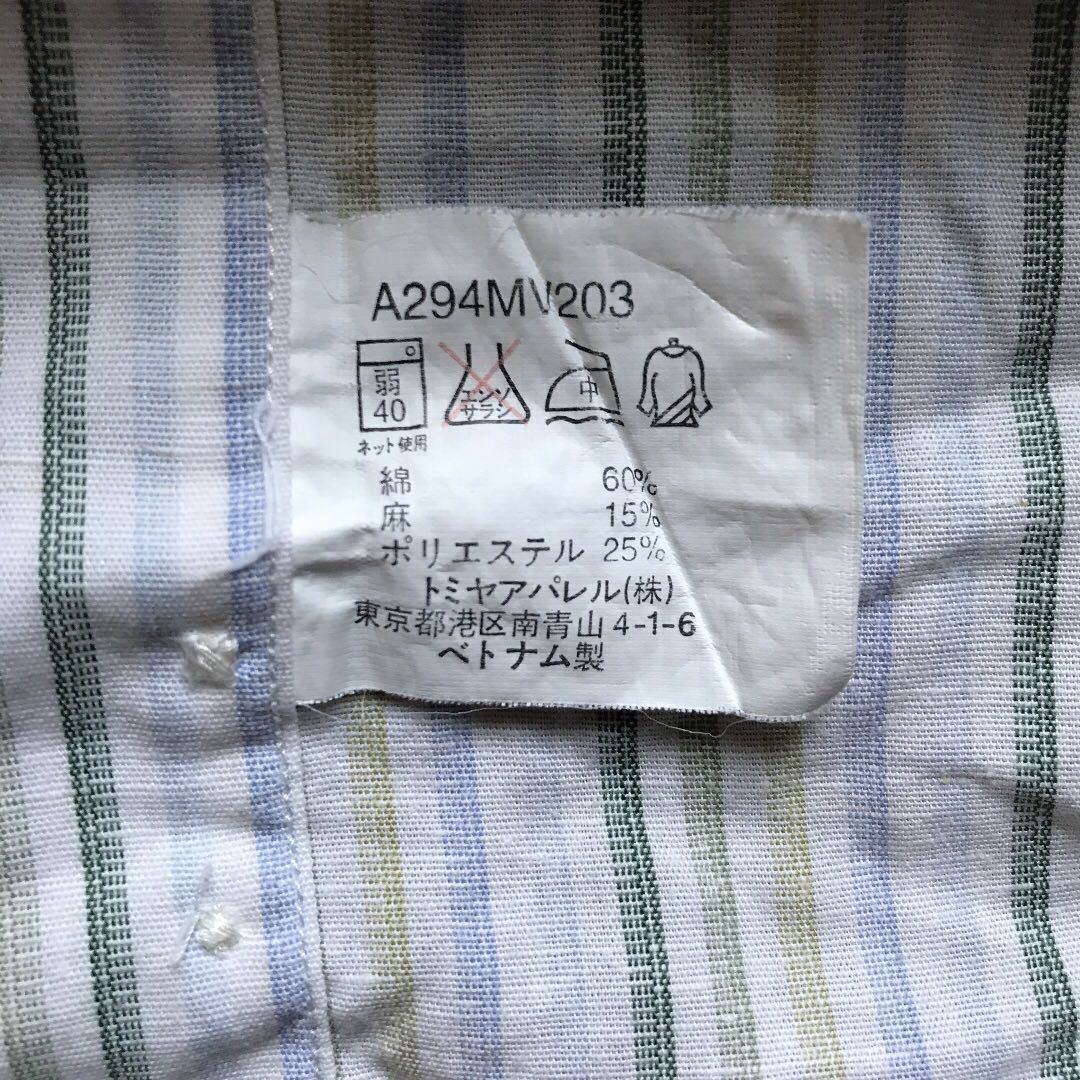 A294MV203
弱
40
エンソ
サラシ
中
ネット使用
綿 60%
麻 15%
ポリエステル 25%
トミヤアパレル(株)
東京都港区南青山 4-1-6
ベトナム製